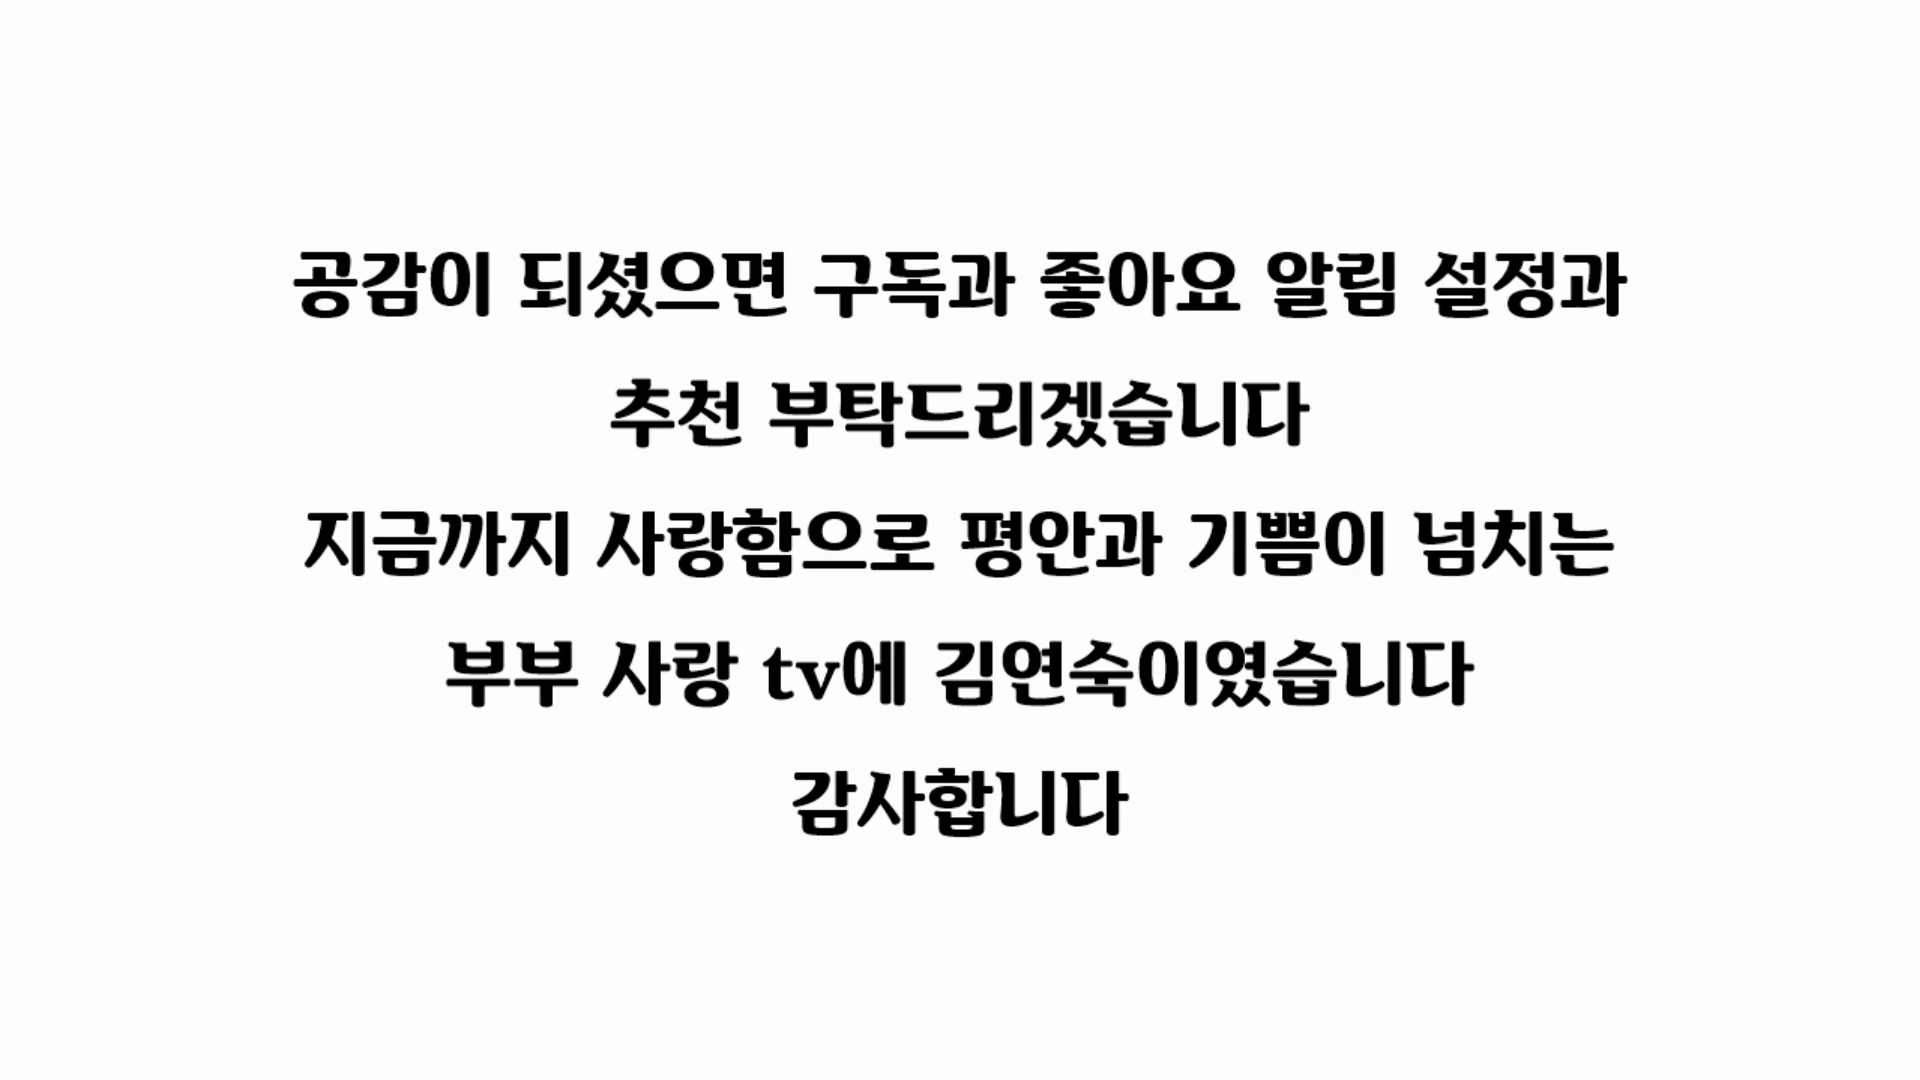 공감이 되셨으면 구독과 좋아요 알림 설정과
추천 부탁드리겠습니다
지금까지 사랑함으로 평안과 기쁨이 넘치는
부부 사랑 tv에 김연숙이였습니다
감사합니다